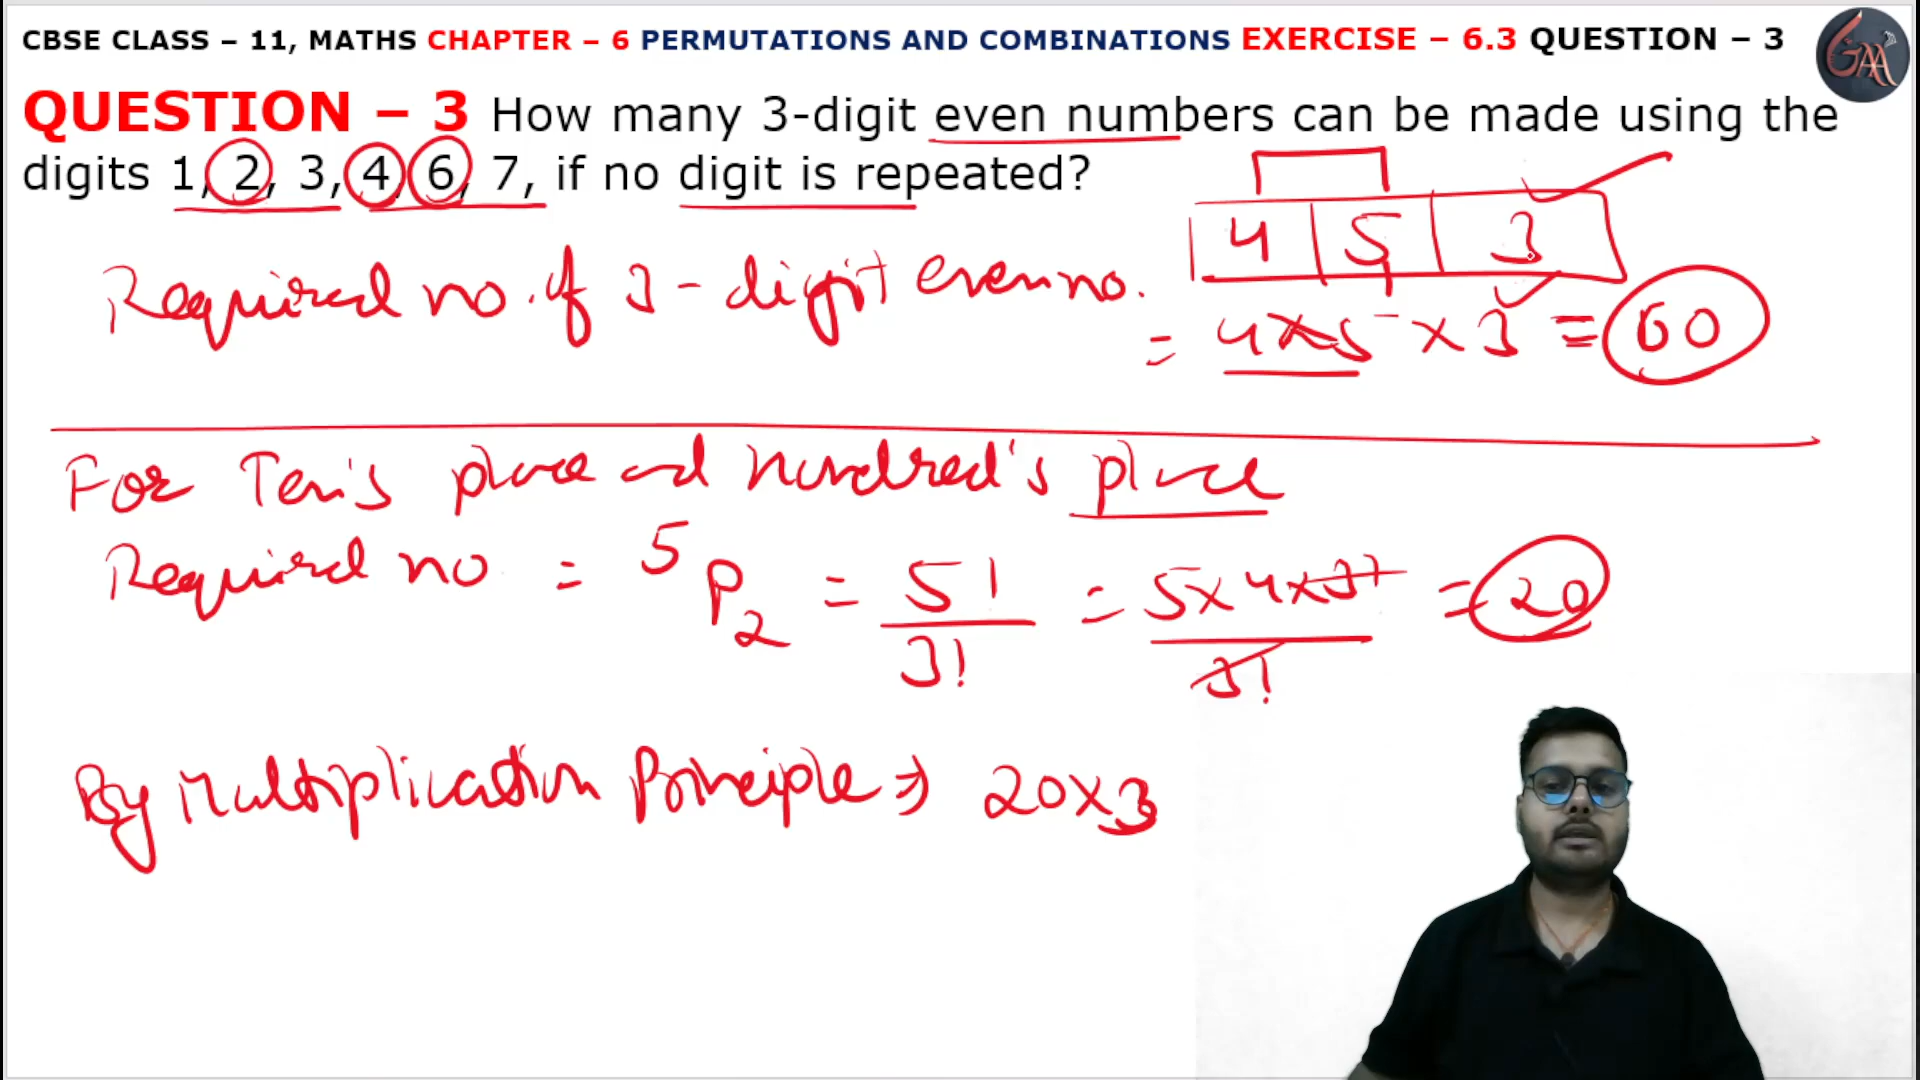 CBSE CLASS – 11, MATHS CHAPTER – 6 PERMUTATIONS AND COMBINATIONS EXERCISE – 6.3 QUESTION – 3
QUESTION – 3 How many 3-digit even numbers can be made using the
digits 1, 2, 3, 4, 6, 7, if no digit is repeated?
4 5 3
Required no. of 3-digit even no.
= 4×5 × 3 = 60
For Ten's place and hundred's place
Required no = ⁵P₂ = 5!/3! = 5×4×3!/3! = 20
By Multiplication Principle ⇒ 20×3